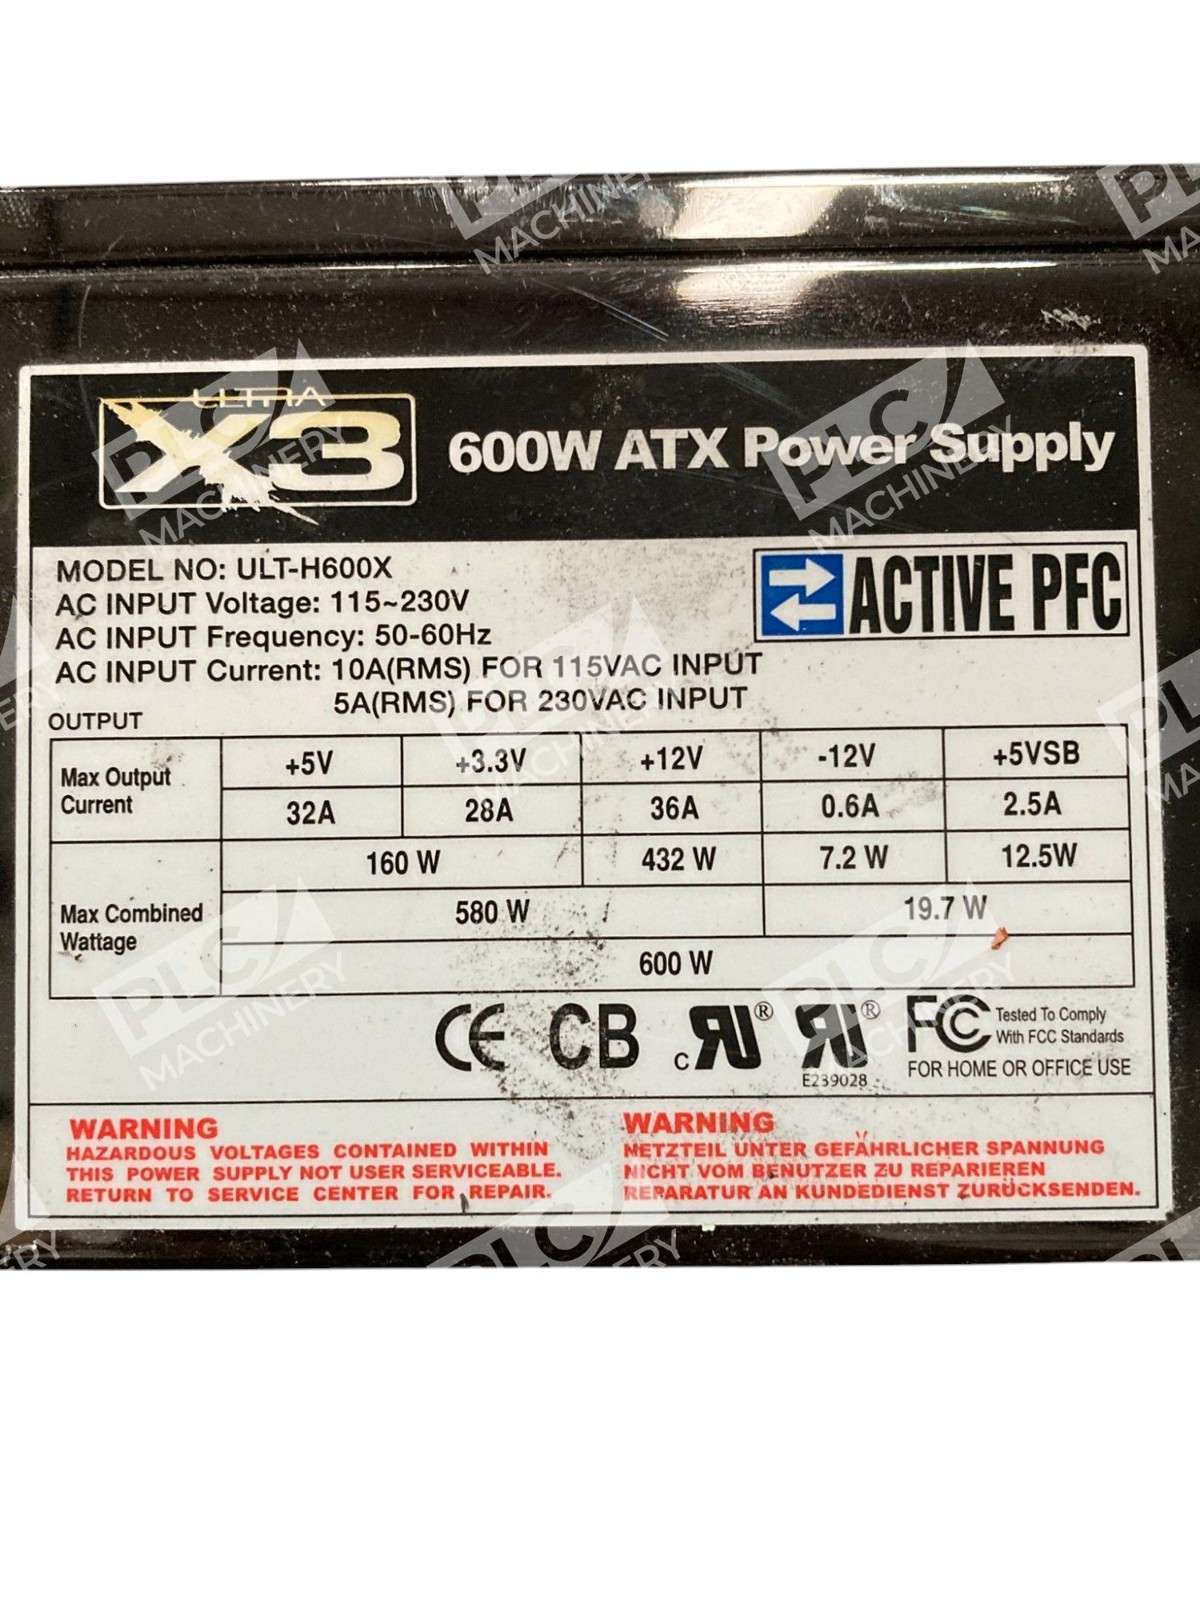 ULTRA
X3
600W ATX Power Supply
MODEL NO: ULT-H600X
AC INPUT Voltage: 115~230V
AC INPUT Frequency: 50-60Hz
AC INPUT Current: 10A(RMS) FOR 115VAC INPUT
5A(RMS) FOR 230VAC INPUT
ACTIVE PFC
OUTPUT
Max Output Current +5V +3.3V +12V -12V +5VSB
32A 28A 36A 0.6A 2.5A
Max Combined Wattage 160 W 432 W 7.2 W 12.5W
580 W 19.7 W
600 W
CE CB c RU® RU® FC Tested To Comply
With FCC Standards
E239028
FOR HOME OR OFFICE USE
WARNING
HAZARDOUS VOLTAGES CONTAINED WITHIN
THIS POWER SUPPLY NOT USER SERVICEABLE.
RETURN TO SERVICE CENTER FOR REPAIR.
WARNING
NETZTEIL UNTER GEFÄHRLICHER SPANNUNG
NICHT VOM BENUTZER ZU REPARIEREN
REPARATUR AN KUNDEDIENST ZURÜCKSENDEN.
PLC MACHINERY